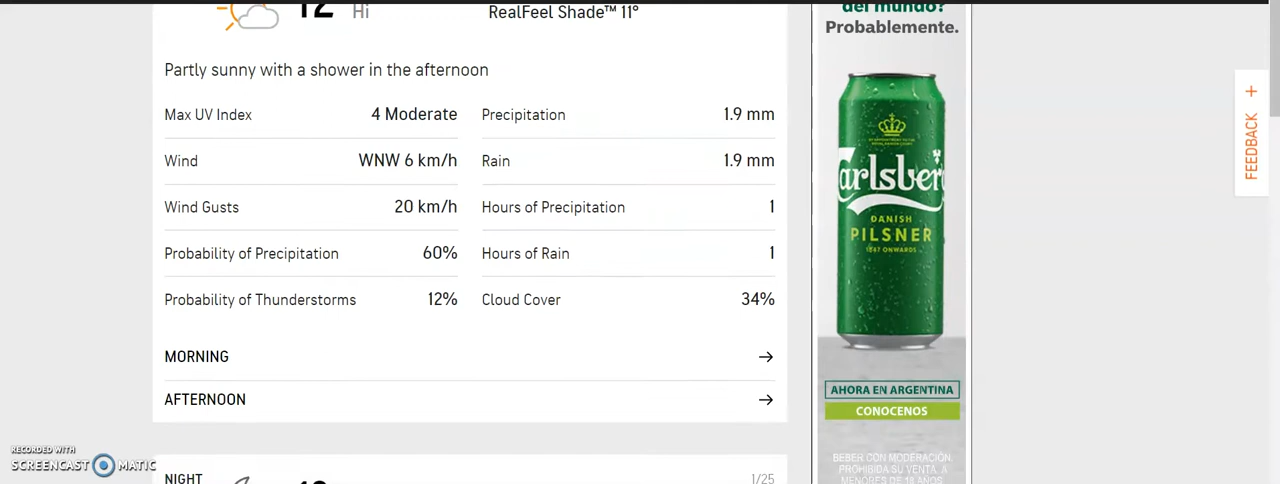 12° Hi
RealFeel Shade™ 11°
Partly sunny with a shower in the afternoon
Max UV Index 4 Moderate
Wind WNW 6 km/h
Wind Gusts 20 km/h
Probability of Precipitation 60%
Probability of Thunderstorms 12%
Precipitation 1.9 mm
Rain 1.9 mm
Hours of Precipitation 1
Hours of Rain 1
Cloud Cover 34%
MORNING
AFTERNOON
NIGHT 1/25
del mundo?
Probablemente.
Carlsberg
DANISH
PILSNER
1847 ONWARDS
AHORA EN ARGENTINA
CONOCENOS
BEBER CON MODERACIÓN.
PROHIBIDA SU VENTA A
MENORES DE 18 AÑOS
FEEDBACK
RECORDED WITH
SCREENCAST MATIC